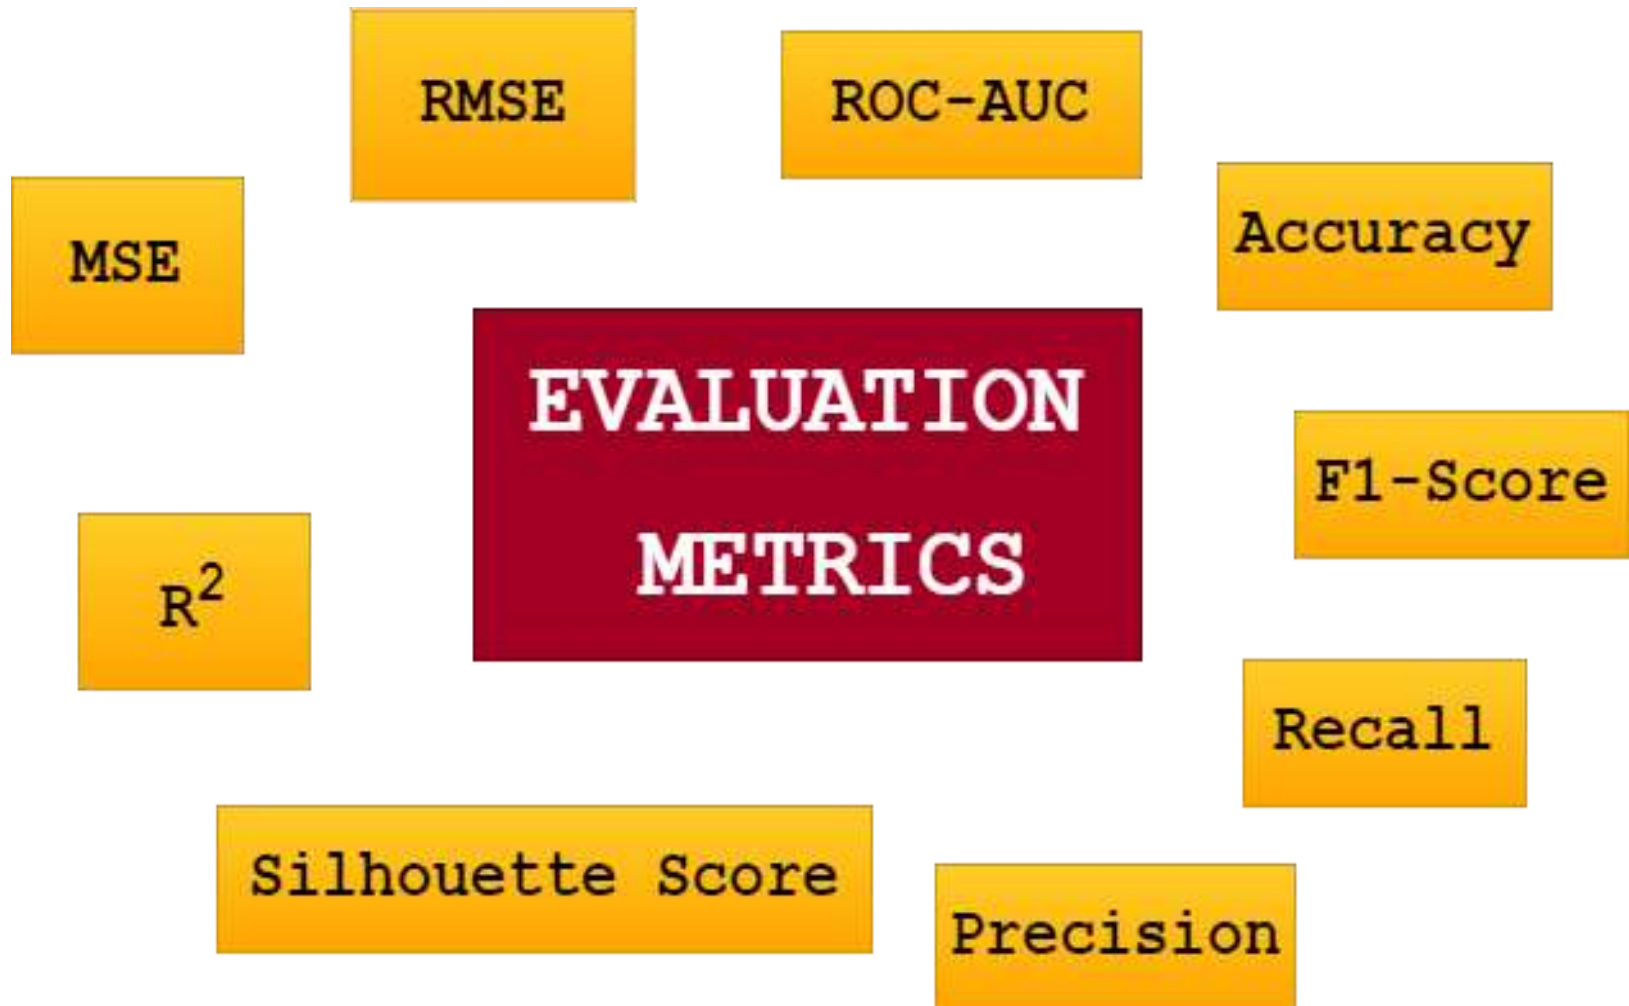 RMSE
ROC-AUC
MSE
Accuracy
EVALUATION
METRICS
F1-Score
R²
Recall
Silhouette Score
Precision